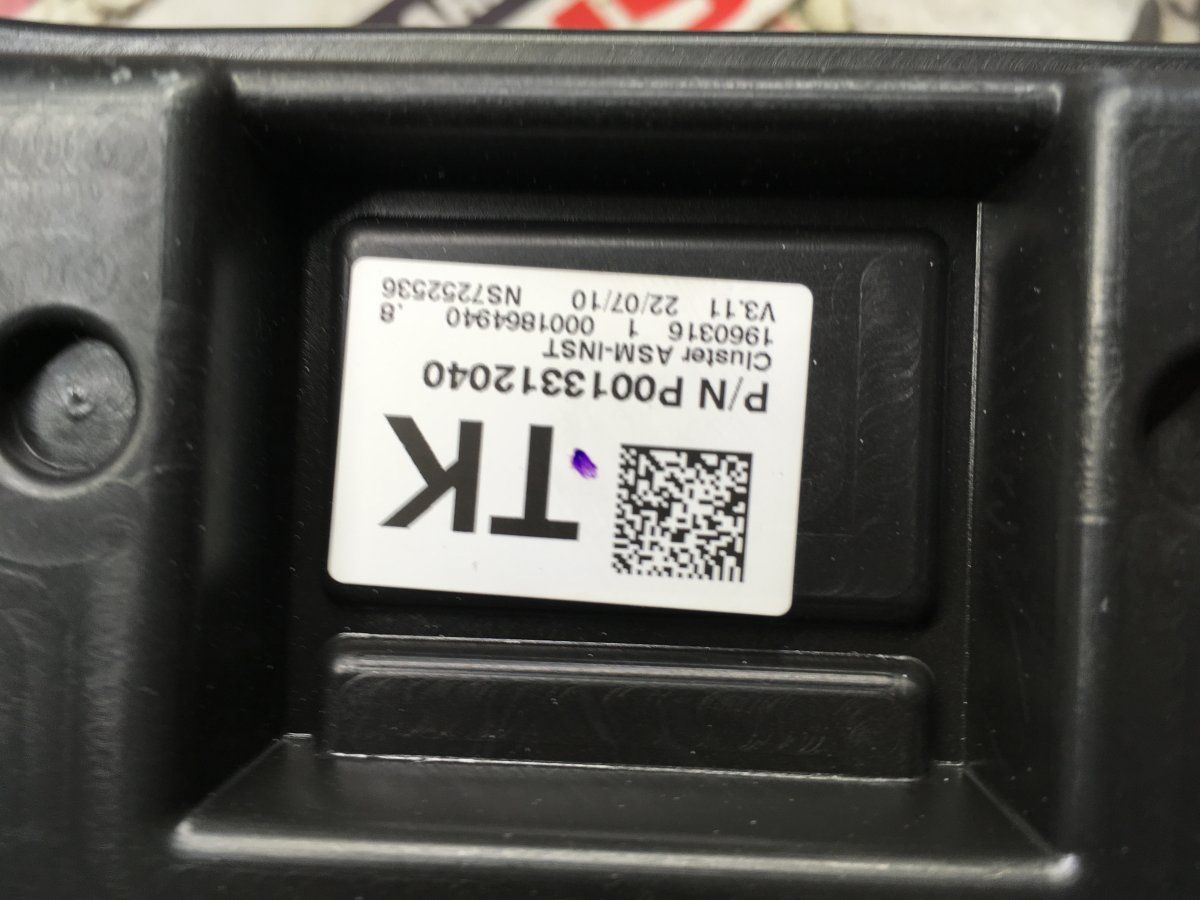 TK
P/N P0013312040
Cluster ASM-INST
1960316 1 0001864940 .8
V3.11 22/07/10 NS7252536